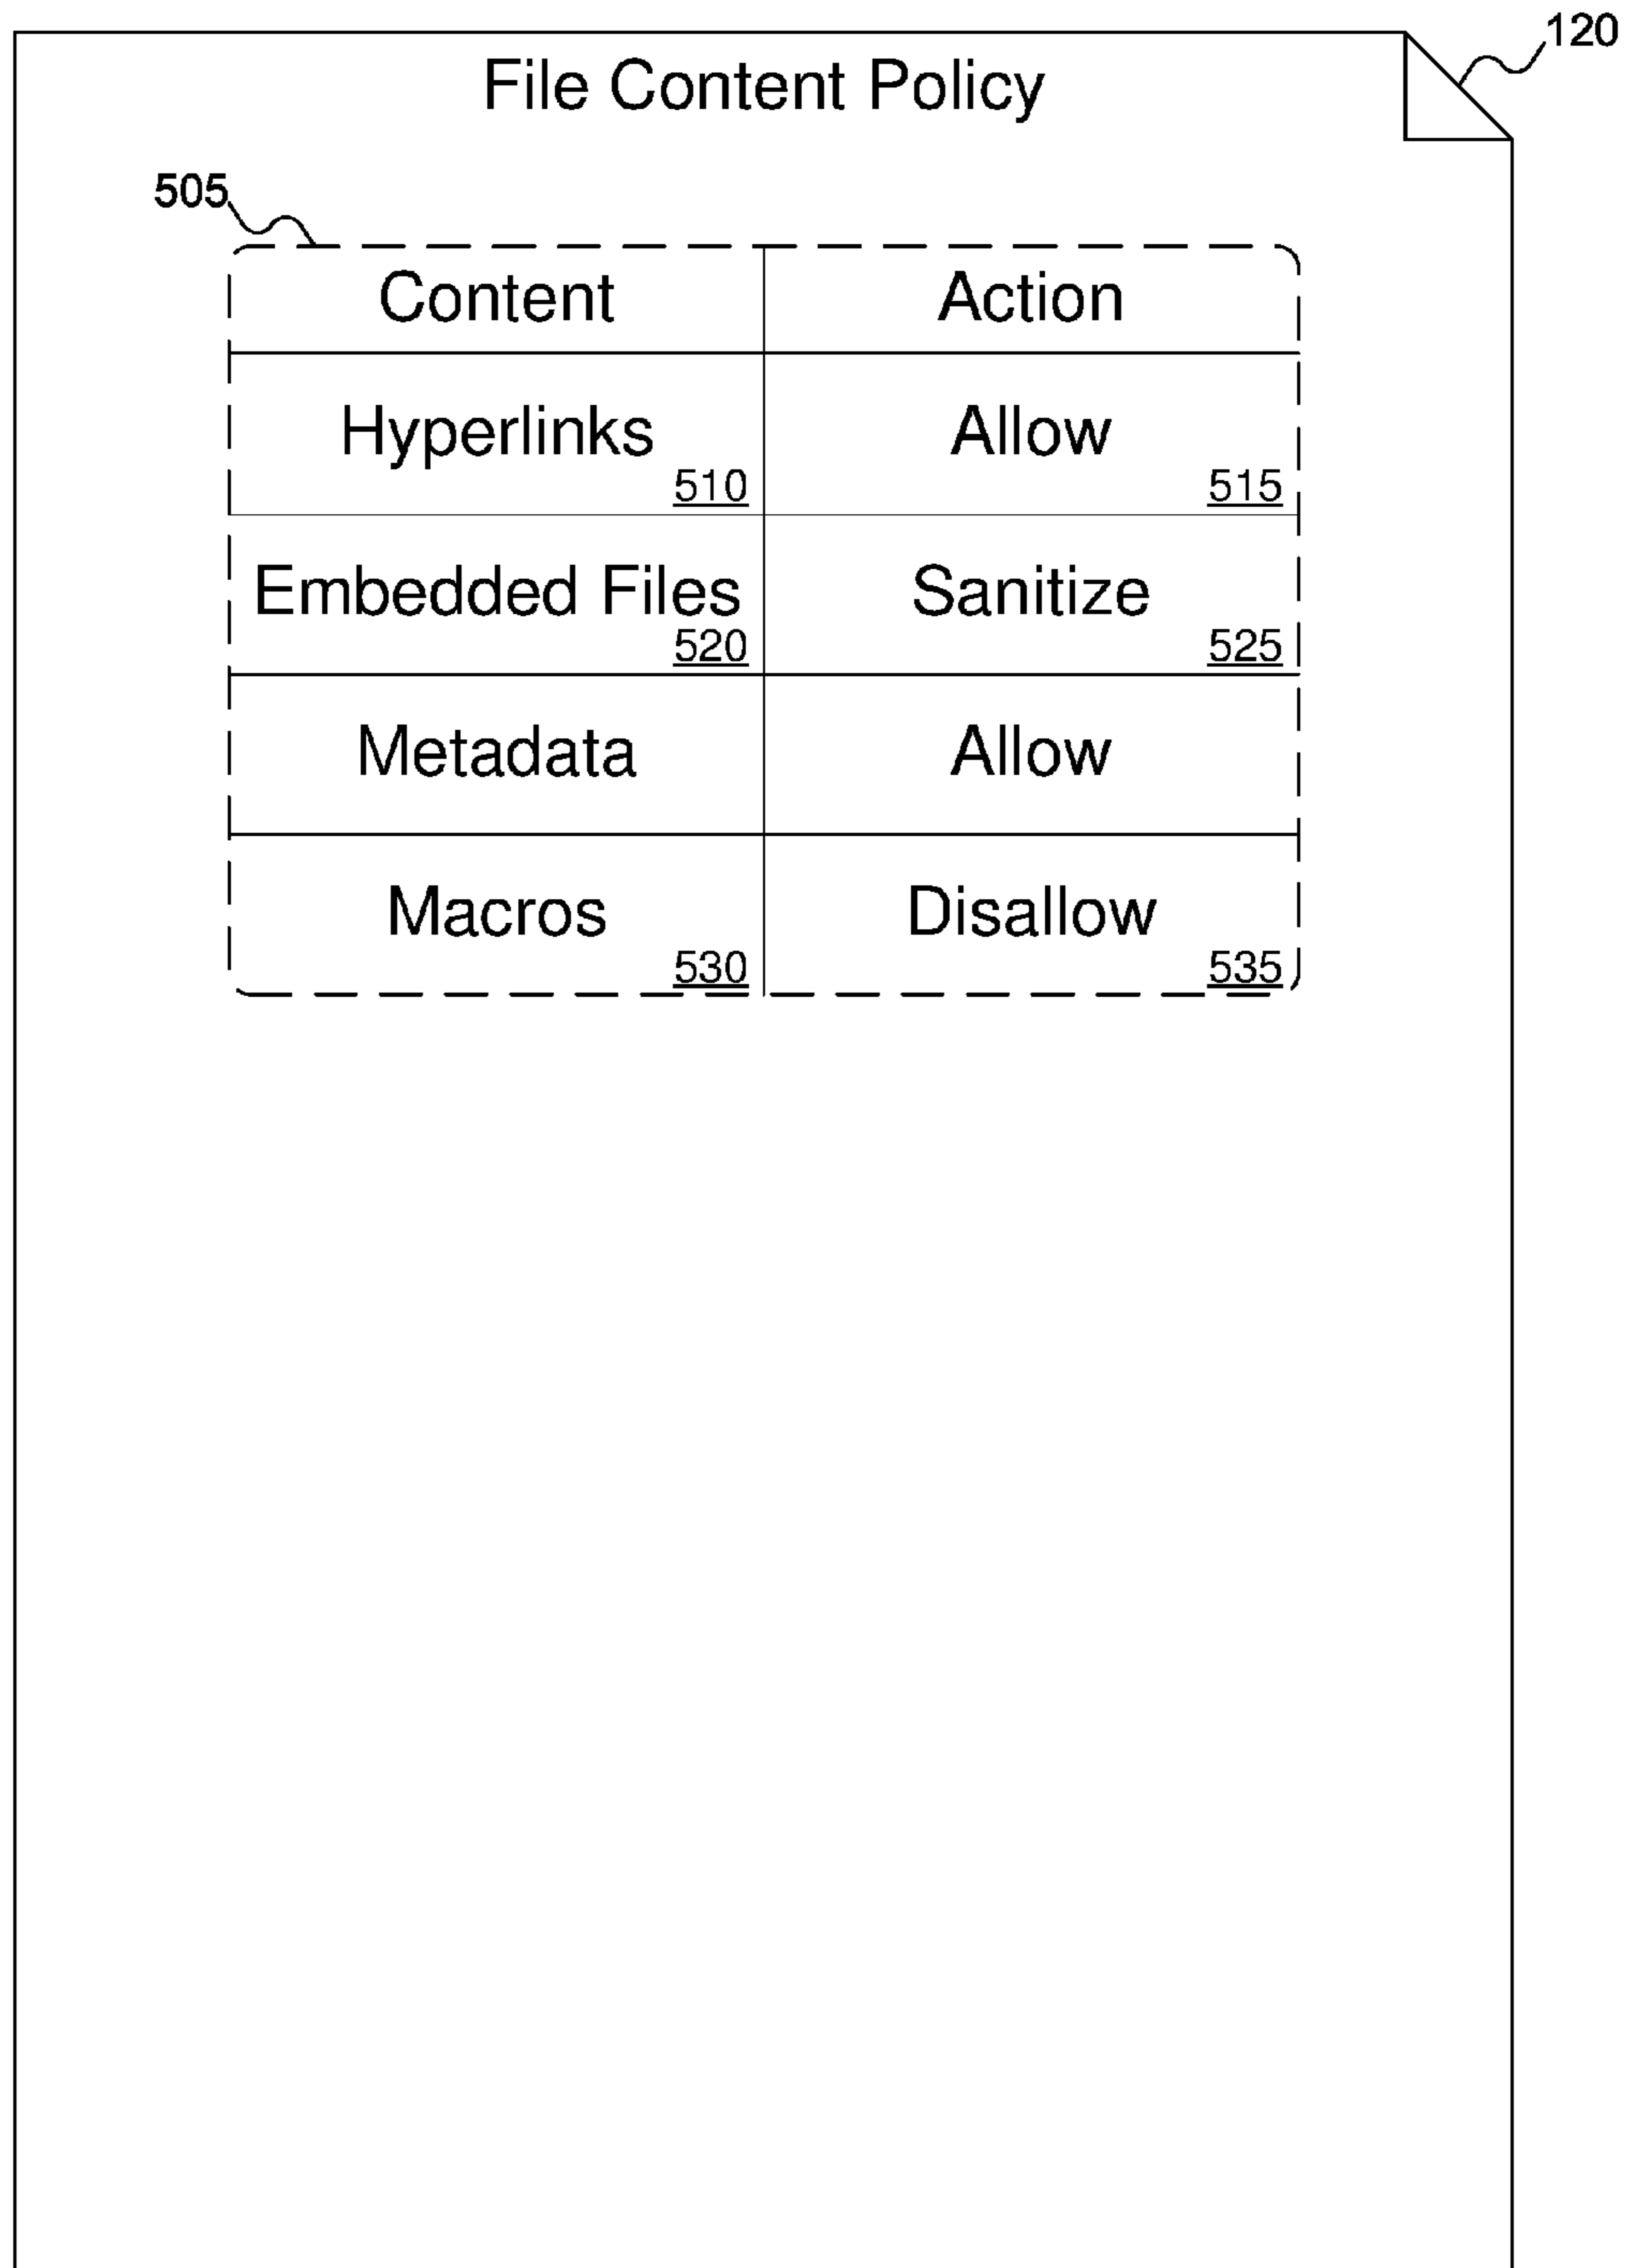 120
File Content Policy
505
Content Action
Hyperlinks Allow
510 515
Embedded Files Sanitize
520 525
Metadata Allow
Macros Disallow
530 535